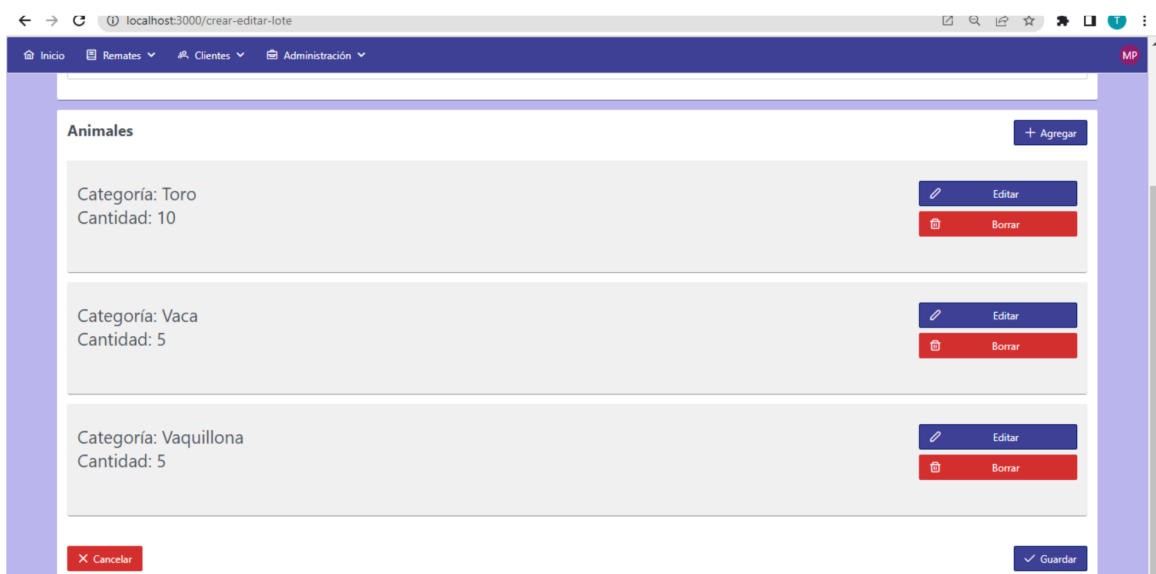 localhost:3000/crear-editar-lote
T
Inicio Remates Clientes Administración MP
Animales + Agregar
Categoría: Toro
Cantidad: 10
Editar
Borrar
Categoría: Vaca
Cantidad: 5
Editar
Borrar
Categoría: Vaquillona
Cantidad: 5
Editar
Borrar
Cancelar Guardar